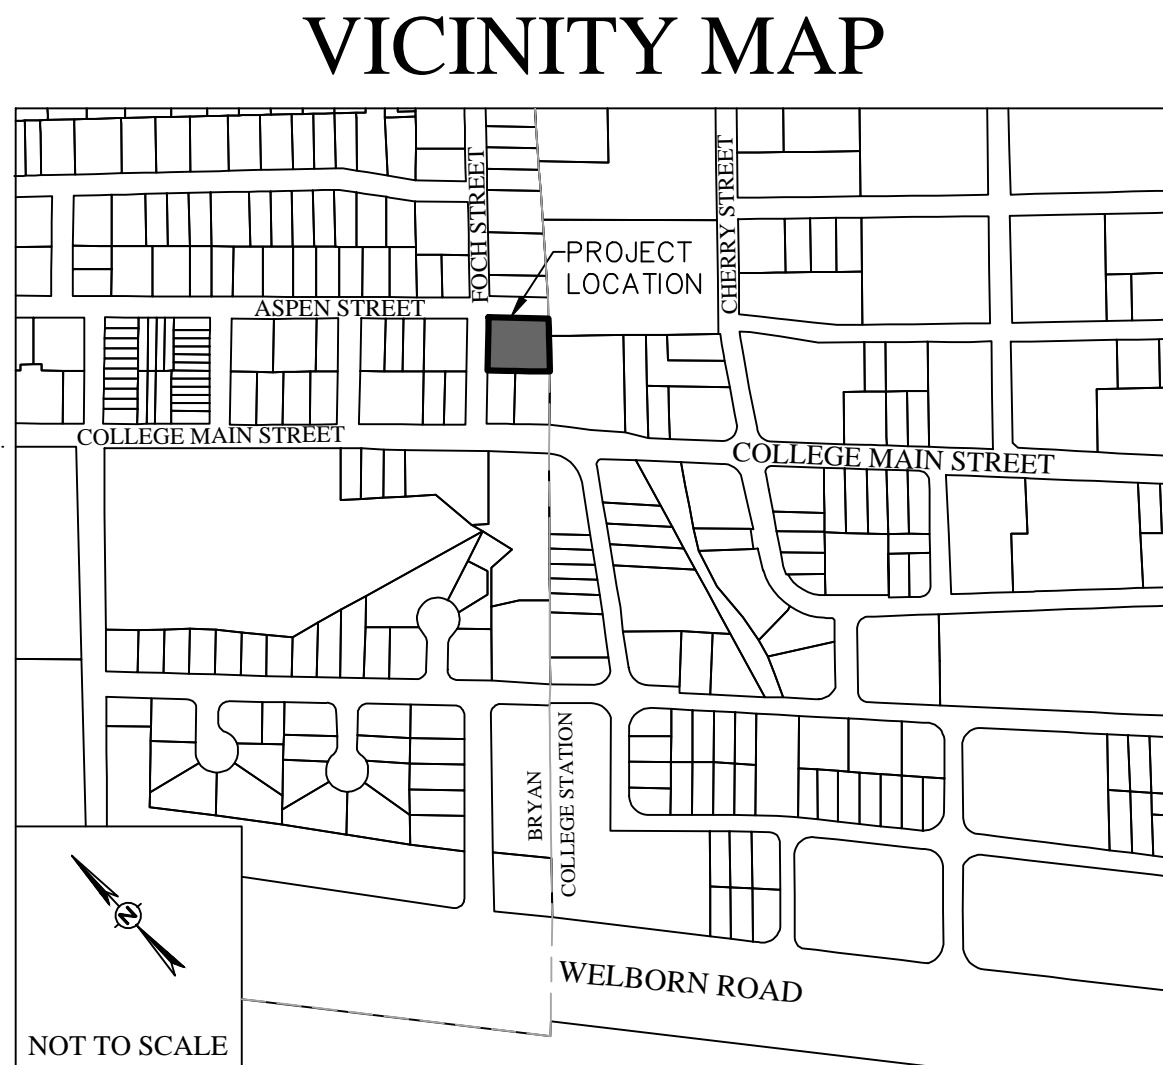 VICINITY MAP
FOCH STREET
CHERRY STREET
PROJECT
LOCATION
ASPEN STREET
COLLEGE MAIN STREET
COLLEGE MAIN STREET
BRYAN
COLLEGE STATION
N
WELBORN ROAD
NOT TO SCALE